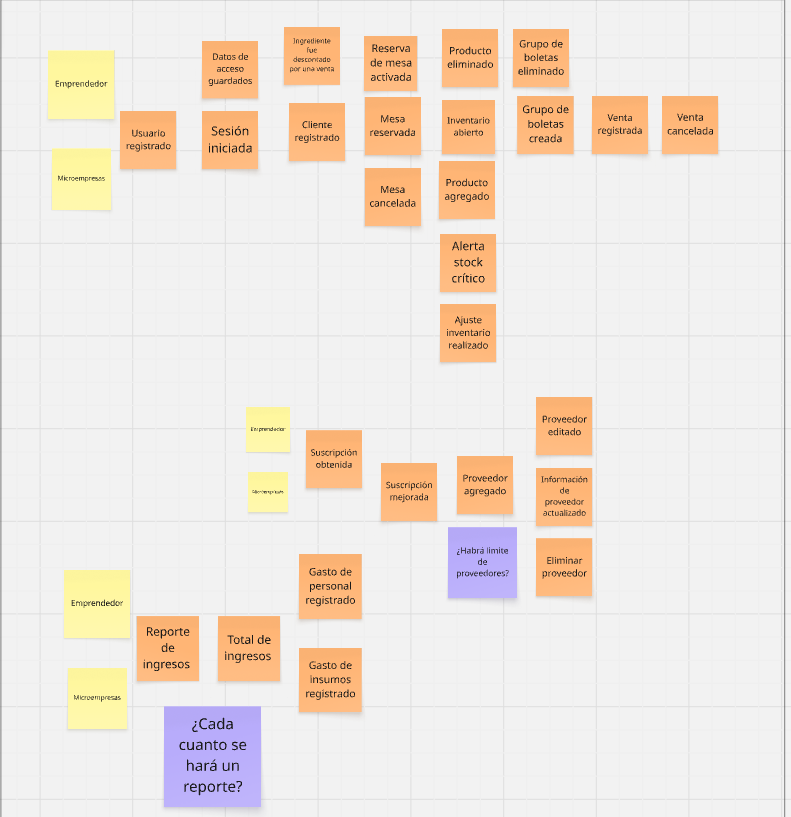 Emprendedor
Microempresas
Usuario
registrado
Datos de
acceso
guardados
Sesión
iniciada
Ingrediente
fue
descontado
por una venta
Cliente
registrado
Reserva
de mesa
activada
Mesa
reservada
Mesa
cancelada
Producto
eliminado
Inventario
abierto
Producto
agregado
Alerta
stock
crítico
Ajuste
inventario
realizado
Grupo de
boletas
eliminado
Grupo de
boletas
creada
Venta
registrada
Venta
cancelada
Emprendedor
Microempresas
Suscripción
obtenida
Suscripción
mejorada
Proveedor
agregado
¿Habrá limite
de
proveedores?
Proveedor
editado
Información
de
proveedor
actualizado
Eliminar
proveedor
Emprendedor
Microempresas
Reporte
de
ingresos
Total de
ingresos
Gasto de
personal
registrado
Gasto de
insumos
registrado
¿Cada
cuanto se
hará un
reporte?